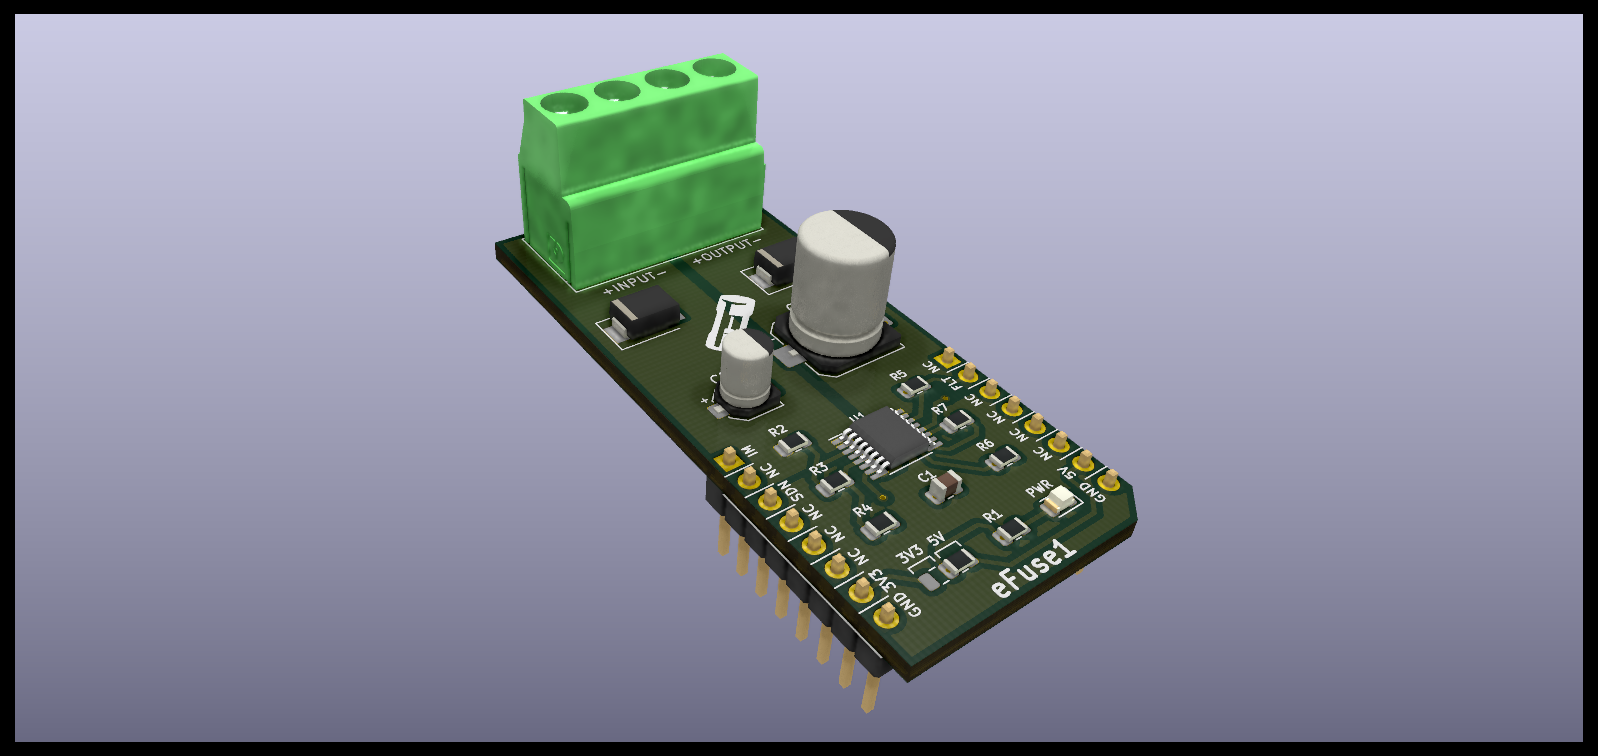 +INPUT-
+OUTPUT-
C
+
U1
R5
R7
R6
R2
R3
R4
C1
R1
PWR
3V3
5V
eFuse1
NC
FLT
NC
NC
NC
NC
5V
GND
IM
NC
SDN
NC
NC
NC
3V3
GND